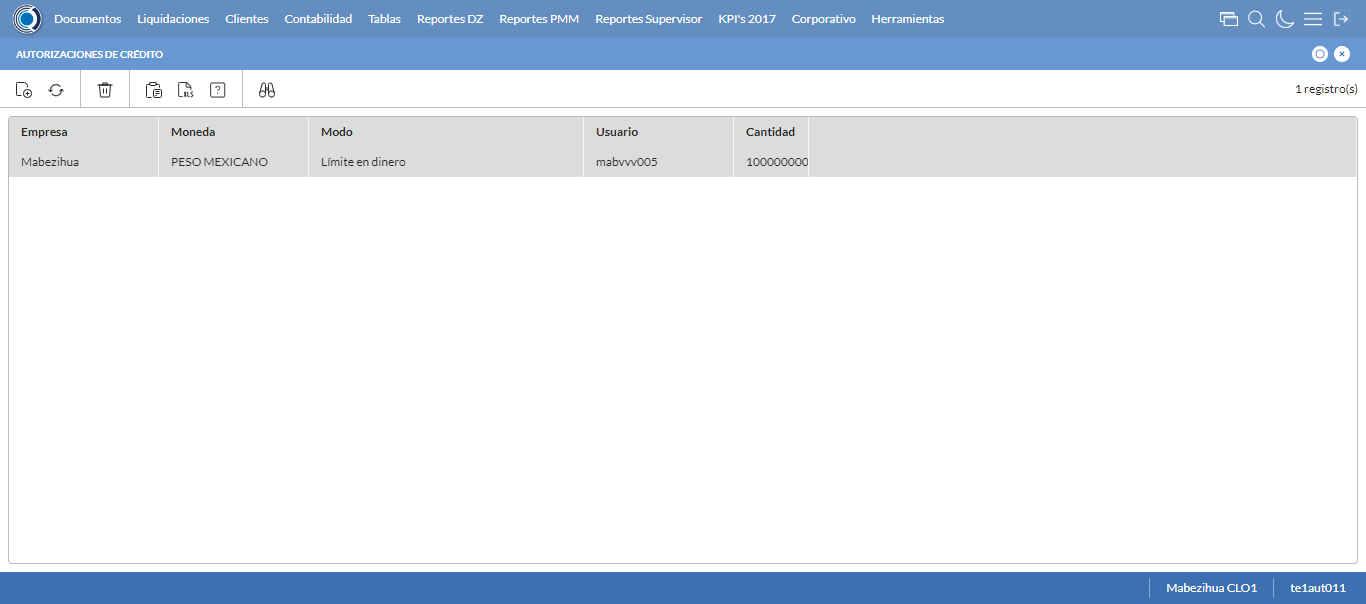 Documentos Liquidaciones Clientes Contabilidad Tablas Reportes DZ Reportes PMM Reportes Supervisor KPI's 2017 Corporativo Herramientas
AUTORIZACIONES DE CRÉDITO
XLS ? 1 registro(s)
Empresa Moneda Modo Usuario Cantidad
Mabezihua PESO MEXICANO Límite en dinero mabvvv005 100000000
Mabezihua CLO1 te1aut011